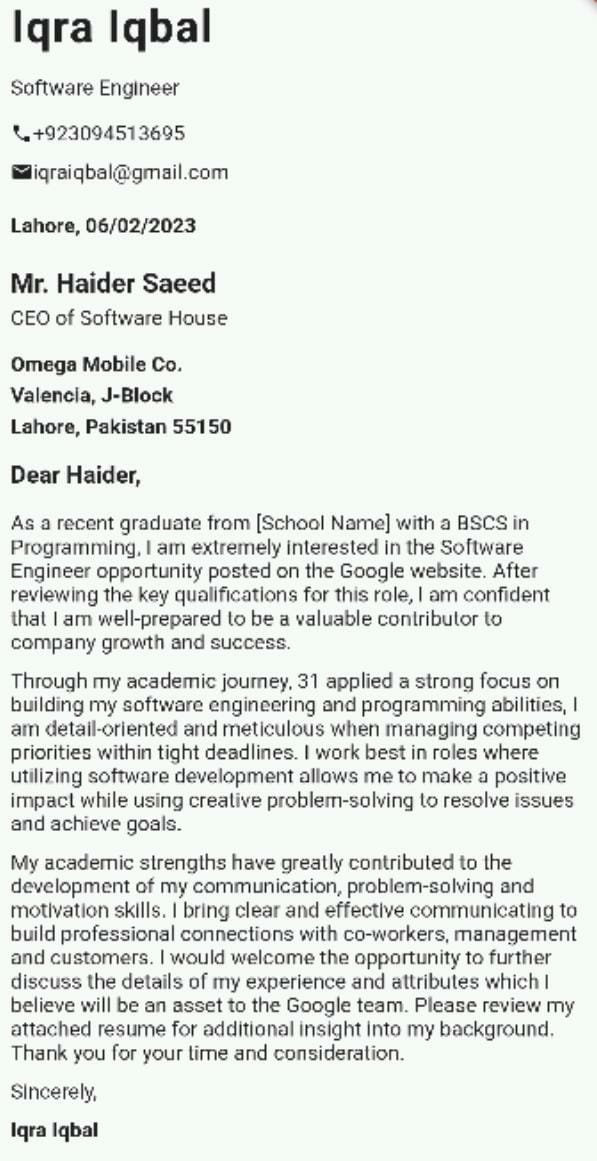 Iqra Iqbal
Software Engineer
+923094513695
iqraiqbal@gmail.com
Lahore, 06/02/2023
Mr. Haider Saeed
CEO of Software House
Omega Mobile Co.
Valencia, J-Block
Lahore, Pakistan 55150
Dear Haider,
As a recent graduate from [School Name] with a BSCS in
Programming, I am extremely interested in the Software
Engineer opportunity posted on the Google website. After
reviewing the key qualifications for this role, I am confident
that I am well-prepared to be a valuable contributor to
company growth and success.
Through my academic journey, 31 applied a strong focus on
building my software engineering and programming abilities, I
am detail-oriented and meticulous when managing competing
priorities within tight deadlines. I work best in roles where
utilizing software development allows me to make a positive
impact while using creative problem-solving to resolve issues
and achieve goals.
My academic strengths have greatly contributed to the
development of my communication, problem-solving and
motivation skills. I bring clear and effective communicating to
build professional connections with co-workers, management
and customers. I would welcome the opportunity to further
discuss the details of my experience and attributes which I
believe will be an asset to the Google team. Please review my
attached resume for additional insight into my background.
Thank you for your time and consideration.
Sincerely,
Iqra Iqbal